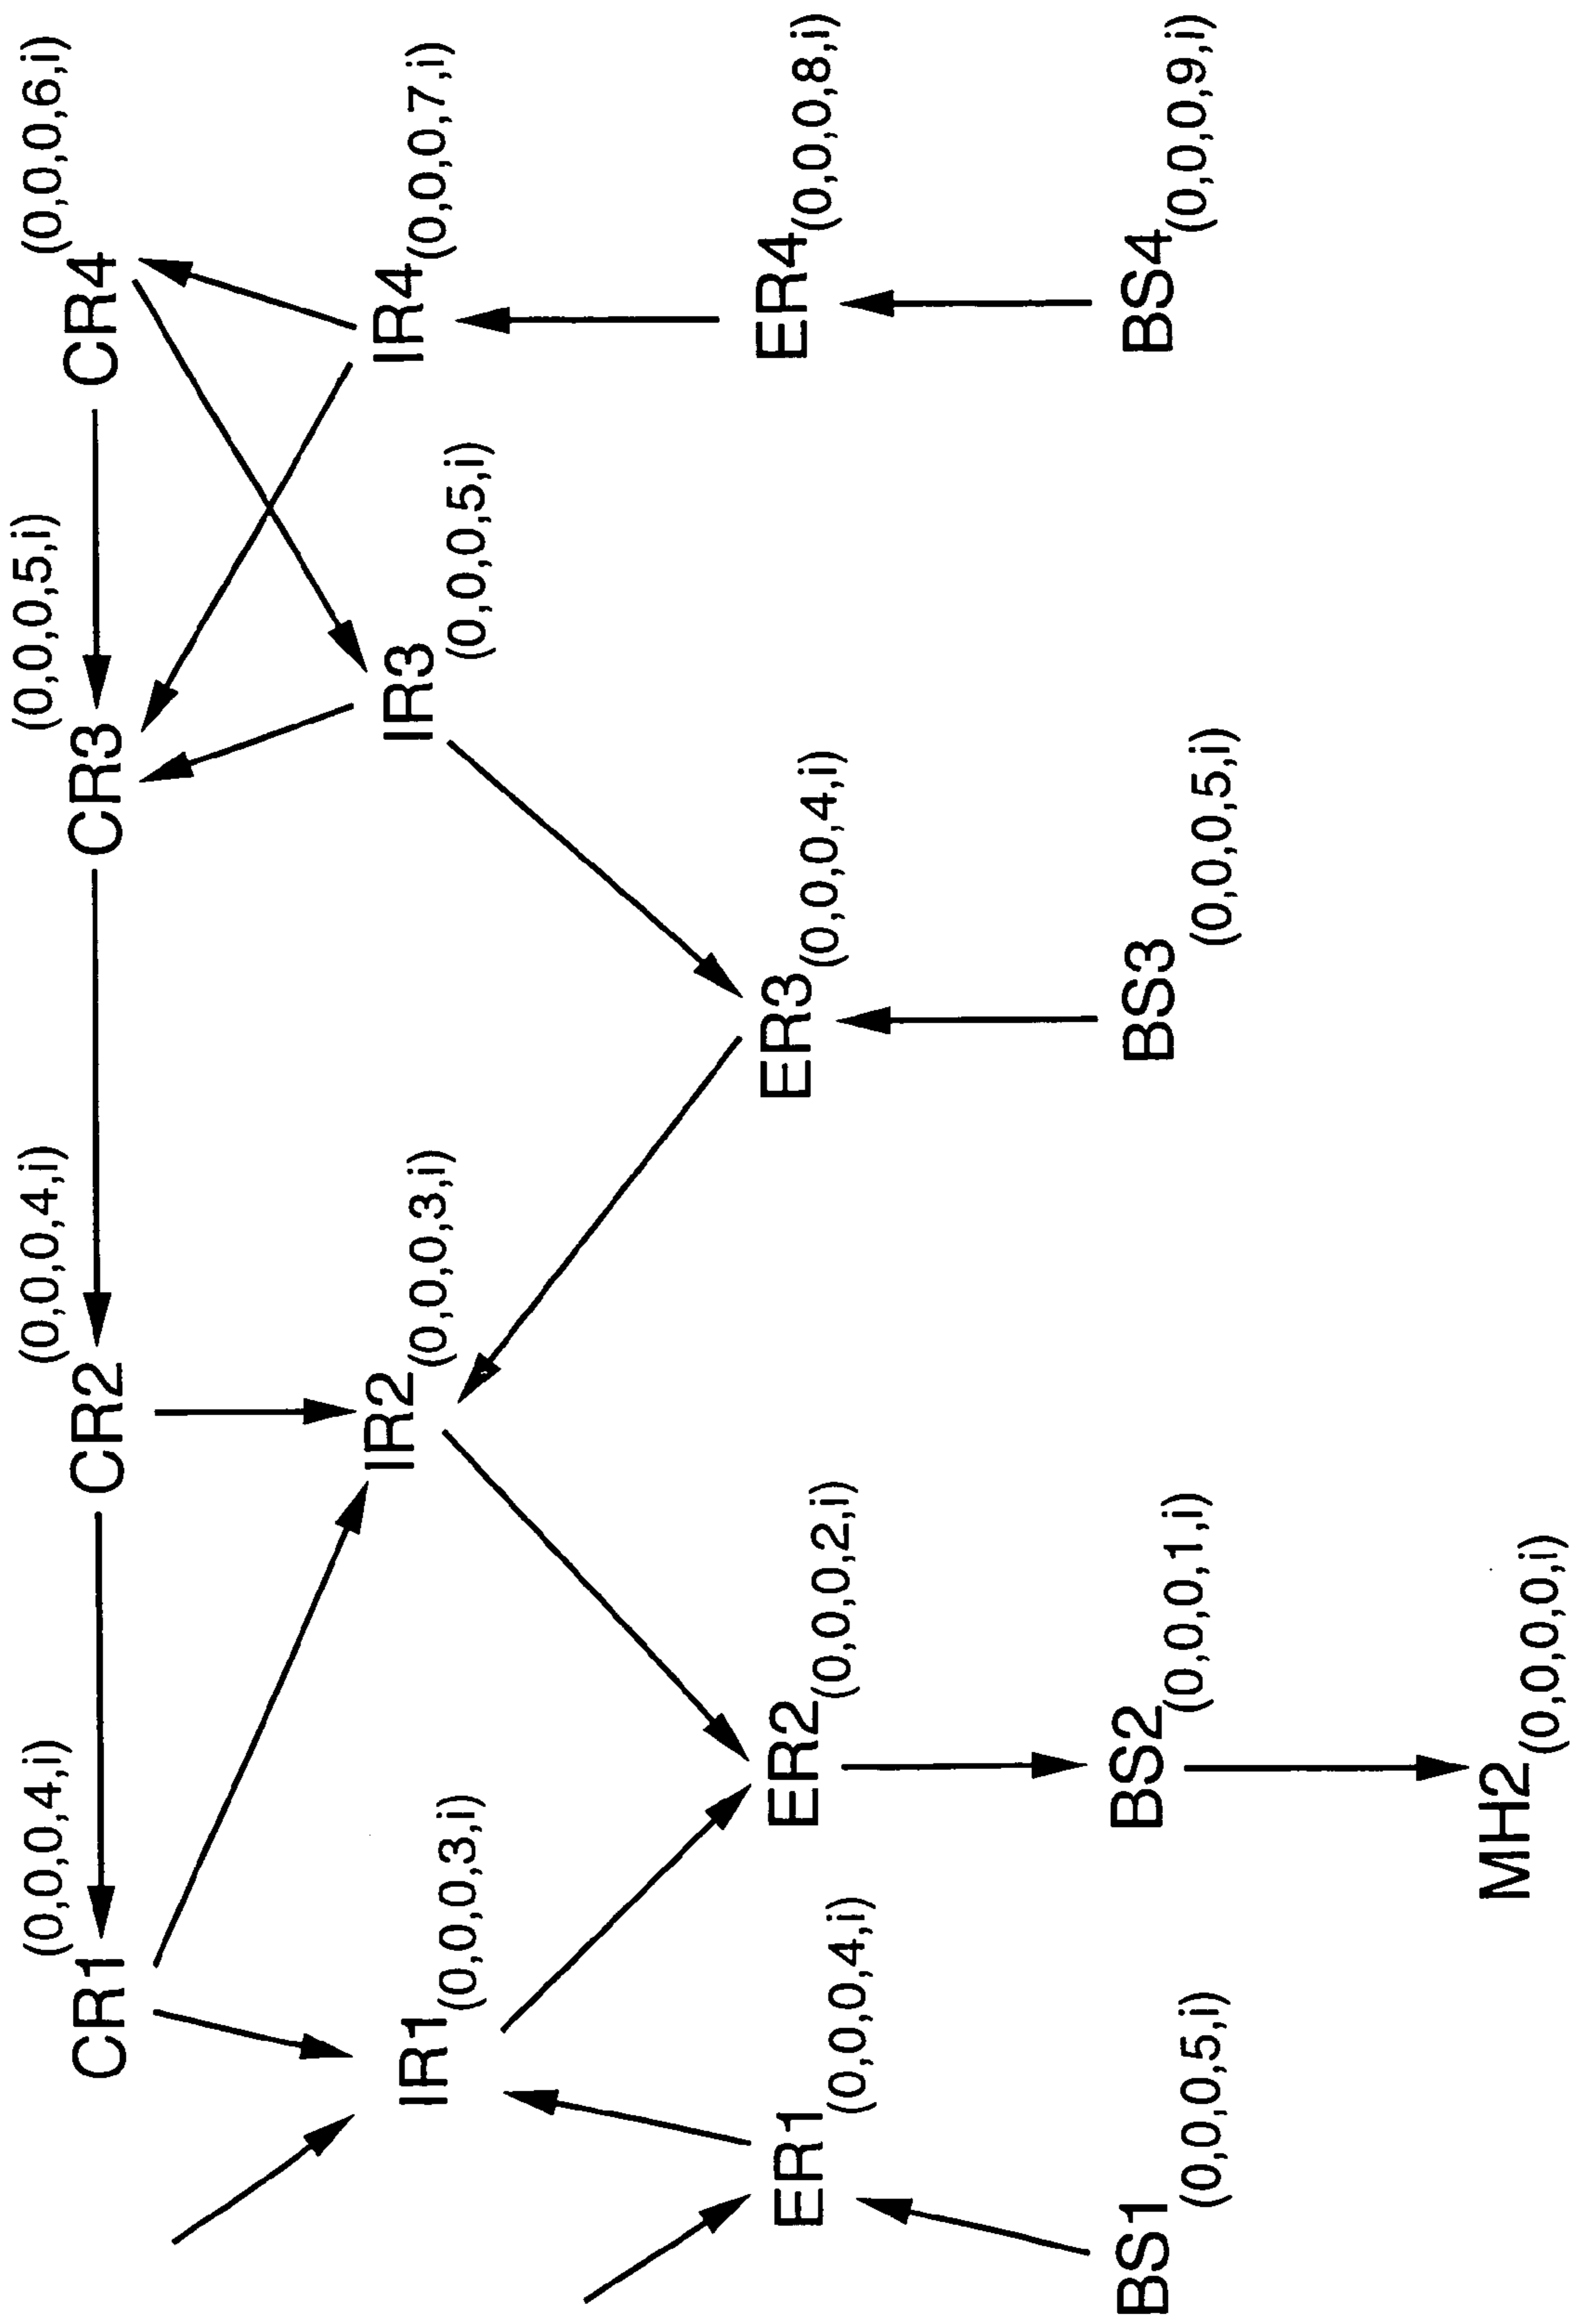 CR1
(0,0,0,4,i)
CR2
(0,0,0,4,i)
CR3
(0,0,0,5,i)
CR4
(0,0,0,6,i)
IR1
(0,0,0,3,i)
IR2
(0,0,0,3,i)
IR3
(0,0,0,5,i)
IR4
(0,0,0,7,i)
ER1
(0,0,0,4,i)
ER2
(0,0,0,2,i)
ER3
(0,0,0,4,i)
ER4
(0,0,0,8,i)
BS1
(0,0,0,5,i)
BS2
(0,0,0,1,i)
BS3
(0,0,0,5,i)
BS4
(0,0,0,9,i)
MH2
(0,0,0,0,i)